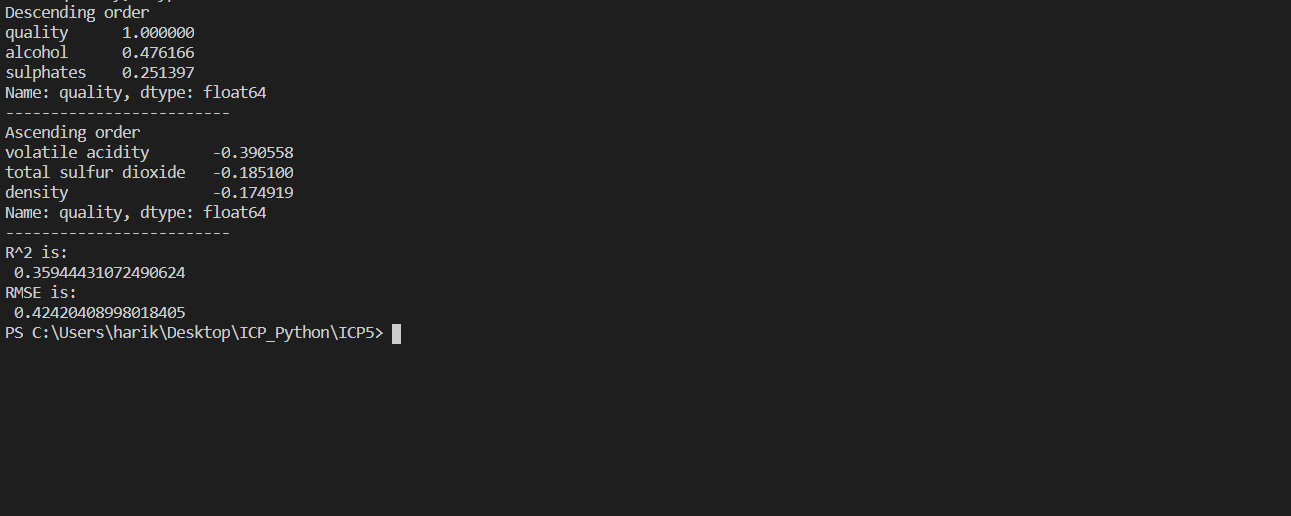 Descending order
quality      1.000000
alcohol      0.476166
sulphates    0.251397
Name: quality, dtype: float64
-------------------------
Ascending order
volatile acidity       -0.390558
total sulfur dioxide   -0.185100
density                -0.174919
Name: quality, dtype: float64
-------------------------
R^2 is:
 0.35944431072490624
RMSE is:
 0.42420408998018405
PS C:\Users\harik\Desktop\ICP_Python\ICP5>